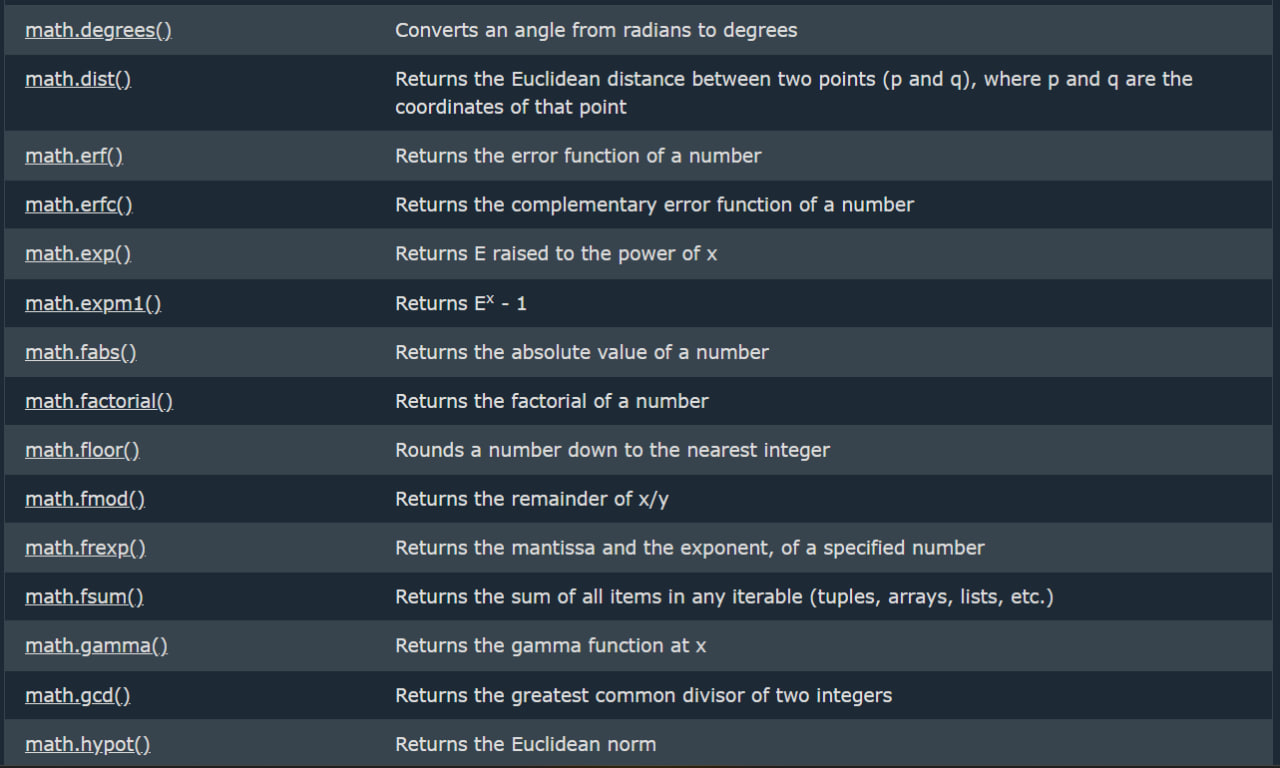 math.degrees() Converts an angle from radians to degrees
math.dist() Returns the Euclidean distance between two points (p and q), where p and q are the
coordinates of that point
math.erf() Returns the error function of a number
math.erfc() Returns the complementary error function of a number
math.exp() Returns E raised to the power of x
math.expm1() Returns Eˣ - 1
math.fabs() Returns the absolute value of a number
math.factorial() Returns the factorial of a number
math.floor() Rounds a number down to the nearest integer
math.fmod() Returns the remainder of x/y
math.frexp() Returns the mantissa and the exponent, of a specified number
math.fsum() Returns the sum of all items in any iterable (tuples, arrays, lists, etc.)
math.gamma() Returns the gamma function at x
math.gcd() Returns the greatest common divisor of two integers
math.hypot() Returns the Euclidean norm